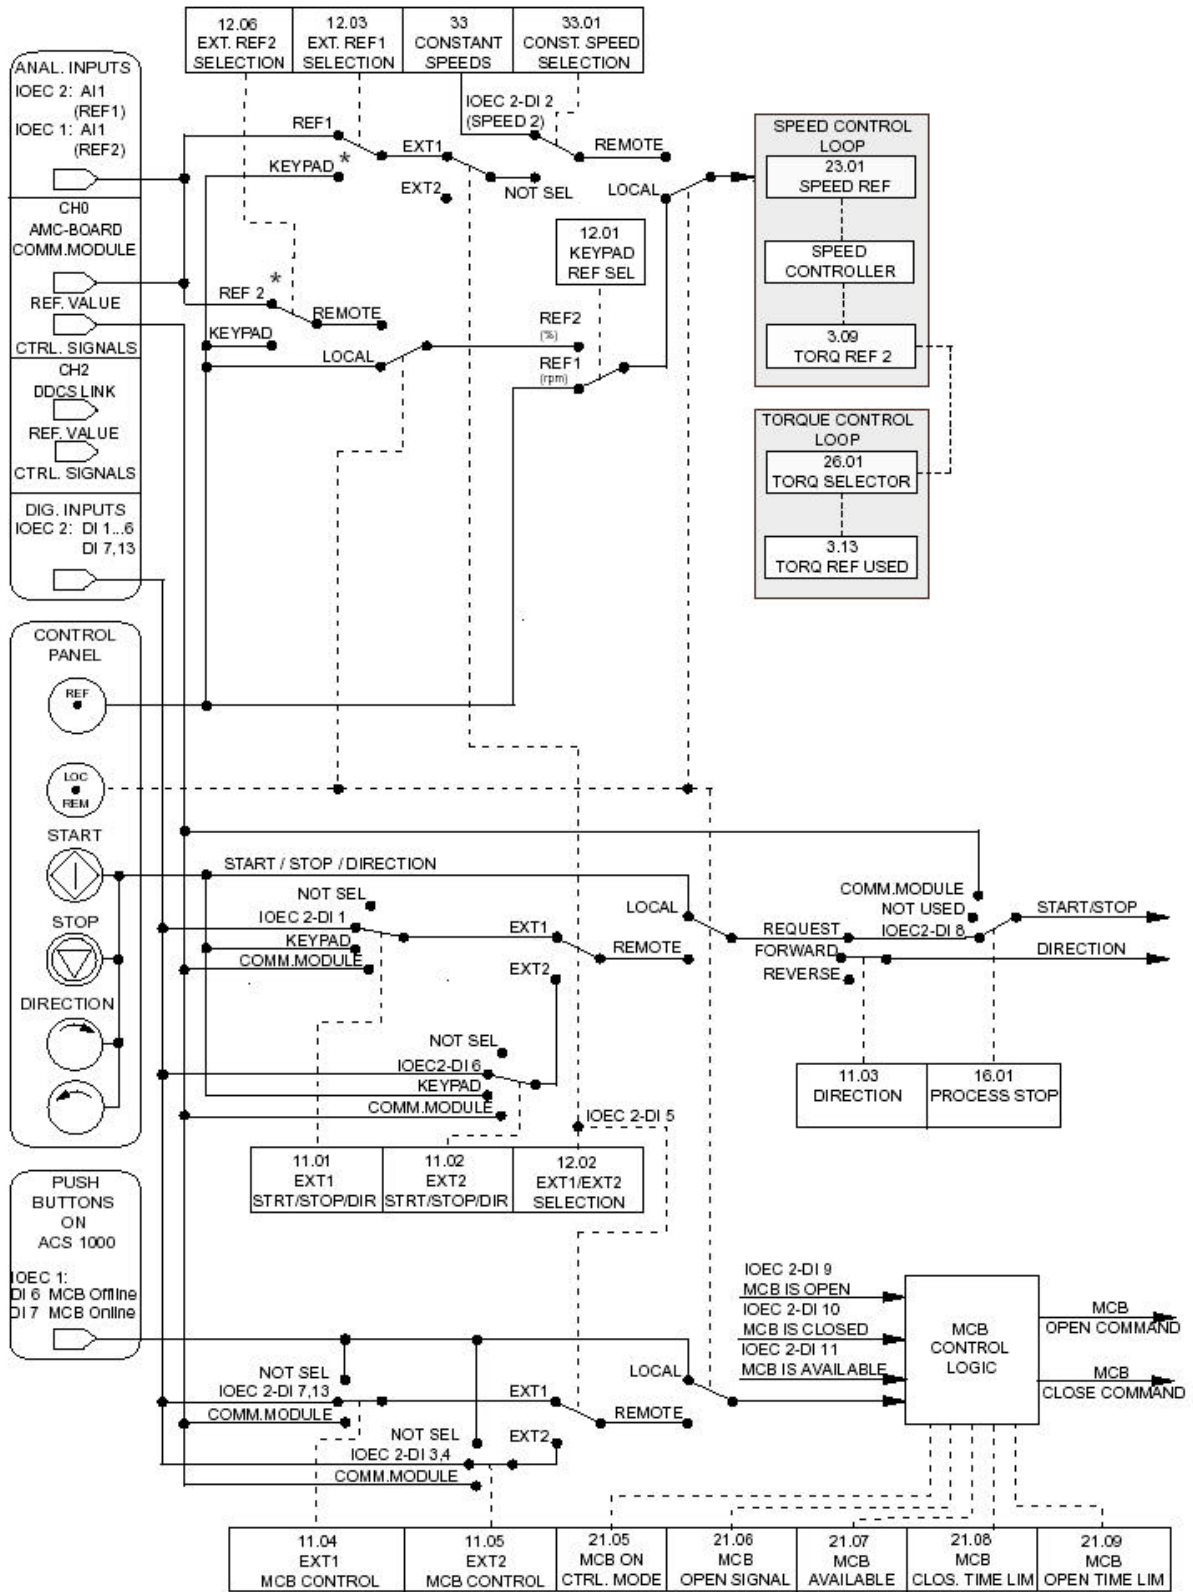 12.06
EXT. REF2
SELECTION
12.03
EXT. REF1
SELECTION
33
CONSTANT
SPEEDS
33.01
CONST. SPEED
SELECTION
ANAL. INPUTS
IOEC 2: AI1
(REF1)
IOEC 1: AI1
(REF2)
CH0
AMC-BOARD
COMM.MODULE
REF. VALUE
CTRL. SIGNALS
CH2
DDCS LINK
REF. VALUE
CTRL. SIGNALS
DIG. INPUTS
IOEC 2: DI 1...6
DI 7,13
REF1
KEYPAD
*
EXT1
EXT2
NOT SEL
IOEC 2-DI 2
(SPEED 2)
REMOTE
LOCAL
12.01
KEYPAD
REF SEL
*
REF 2
REMOTE
KEYPAD
LOCAL
REF2
(%)
REF1
(rpm)
SPEED CONTROL
LOOP
23.01
SPEED REF
SPEED
CONTROLLER
3.09
TORQ REF 2
TORQUE CONTROL
LOOP
26.01
TORQ SELECTOR
3.13
TORQ REF USED
CONTROL
PANEL
REF
LOC
REM
START
STOP
DIRECTION
START / STOP / DIRECTION
NOT SEL
IOEC 2-DI 1
KEYPAD
COMM.MODULE
EXT1
REMOTE
EXT2
LOCAL
NOT SEL
IOEC2-DI 6
KEYPAD
COMM.MODULE
COMM.MODULE
NOT USED
REQUEST
IOEC2-DI 8
FORWARD
REVERSE
START/STOP
DIRECTION
11.03
DIRECTION
16.01
PROCESS STOP
IOEC 2-DI 5
11.01
EXT1
STRT/STOP/DIR
11.02
EXT2
STRT/STOP/DIR
12.02
EXT1/EXT2
SELECTION
PUSH
BUTTONS
ON
ACS 1000
IOEC 1:
DI 6 MCB Offline
DI 7 MCB Online
NOT SEL
IOEC 2-DI 7,13
COMM.MODULE
NOT SEL
IOEC 2-DI 3,4
COMM.MODULE
EXT1
REMOTE
EXT2
LOCAL
IOEC 2-DI 9
MCB IS OPEN
IOEC 2-DI 10
MCB IS CLOSED
IOEC 2-DI 11
MCB IS AVAILABLE
MCB
CONTROL
LOGIC
MCB
OPEN COMMAND
MCB
CLOSE COMMAND
11.04
EXT1
MCB CONTROL
11.05
EXT2
MCB CONTROL
21.05
MCB ON
CTRL. MODE
21.06
MCB
OPEN SIGNAL
21.07
MCB
AVAILABLE
21.08
MCB
CLOS. TIME LIM
21.09
MCB
OPEN TIME LIM